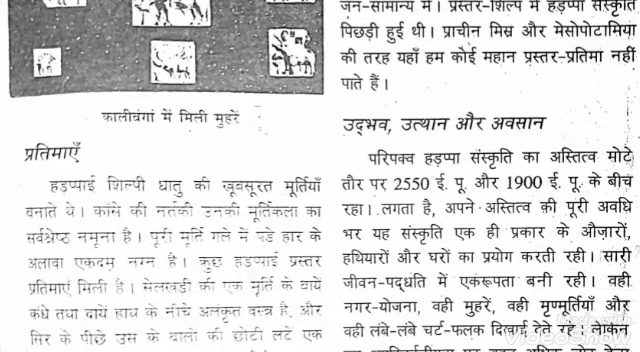 कालीबंगां में मिली मुहरें
प्रतिमाएँ
हड़प्पाई शिल्पी धातु की खूबसूरत मूर्तियाँ
बनाते थे। काँसे की नर्तकी उनकी मूर्तिकला का
सर्वश्रेष्ठ नमूना है। पूरी मूर्ति गले में पड़े हार के
अलावा एकदम नग्न है। कुछ हड़प्पाई प्रस्तर
प्रतिमाएँ मिली हैं। सेलखड़ी की एक मूर्ति के बायें
कंधे तथा दायें हाथ के नीचे अलंकृत वस्त्र है, और
सिर के पीछे उस के बालों की छोटी लटें एक
जन-सामान्य में। प्रस्तर-शिल्प में हड़प्पा संस्कृति
पिछड़ी हुई थी। प्राचीन मिस्र और मेसोपोटामिया
की तरह यहाँ हम कोई महान प्रस्तर-प्रतिमा नहीं
पाते हैं।
उद्भव, उत्थान और अवसान
परिपक्व हड़प्पा संस्कृति का अस्तित्व मोटे
तौर पर 2550 ई. पू. और 1900 ई. पू. के बीच
रहा। लगता है, अपने अस्तित्व की पूरी अवधि
भर यह संस्कृति एक ही प्रकार के औजारों,
हथियारों और घरों का प्रयोग करती रही। सारी
जीवन-पद्धति में एकरूपता बनी रही। वही
नगर-योजना, वही मुहरें, वही मृण्मूर्तियाँ और
वही लंबे-लंबे चर्ट-फलक दिखाई देते रहे। लेकिन
Made with
VideoShow